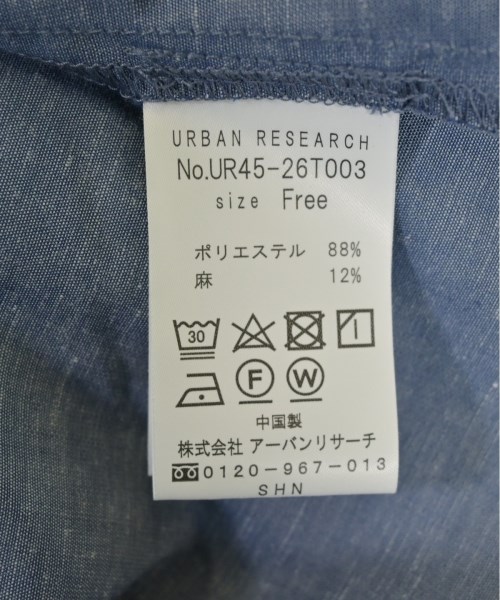 URBAN RESEARCH
No.UR45-26T003
size Free
ポリエステル 88%
麻 12%
30
F W
中国製
株式会社 アーバンリサーチ
0120-967-013
SHN